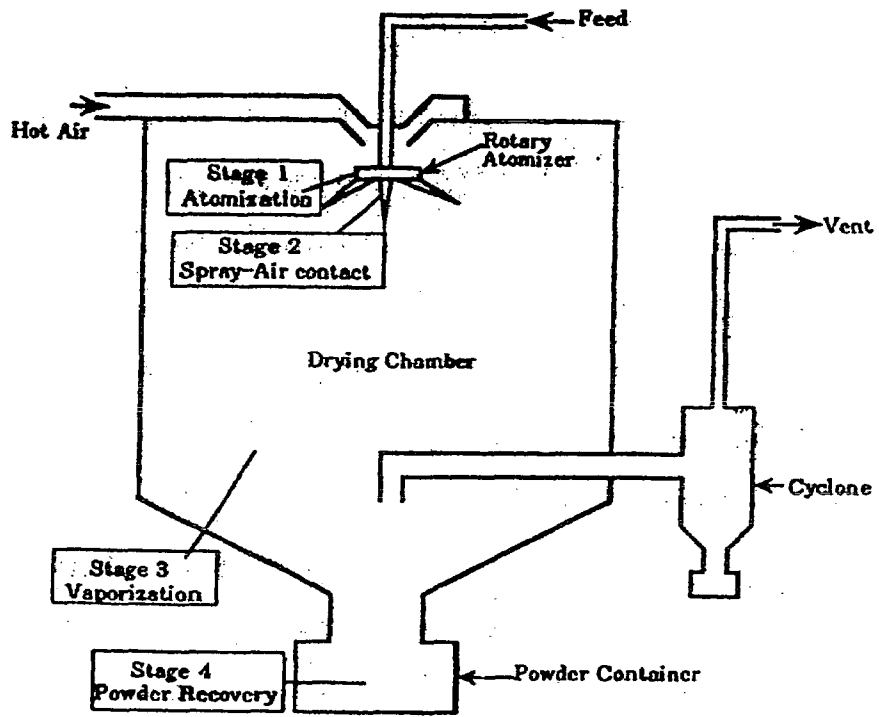 Feed
Hot Air
Rotary
Atomizer
Stage 1
Atomization
Stage 2
Spray-Air contact
Vent
Drying Chamber
Cyclone
Stage 3
Vaporization
Stage 4
Powder Recovery
Powder Container